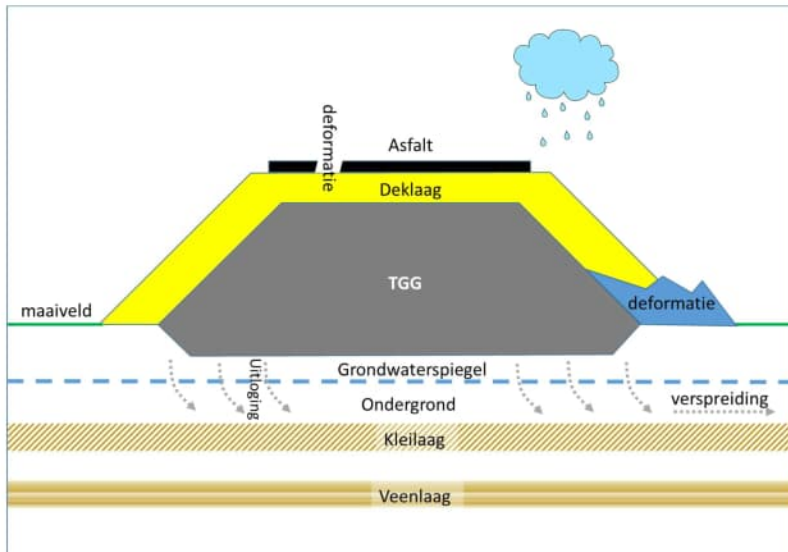 deformatie
Asfalt
Deklaag
TGG
maaiveld
deformatie
Uitloging
Grondwaterspiegel
Ondergrond
verspreiding
Kleilaag
Veenlaag